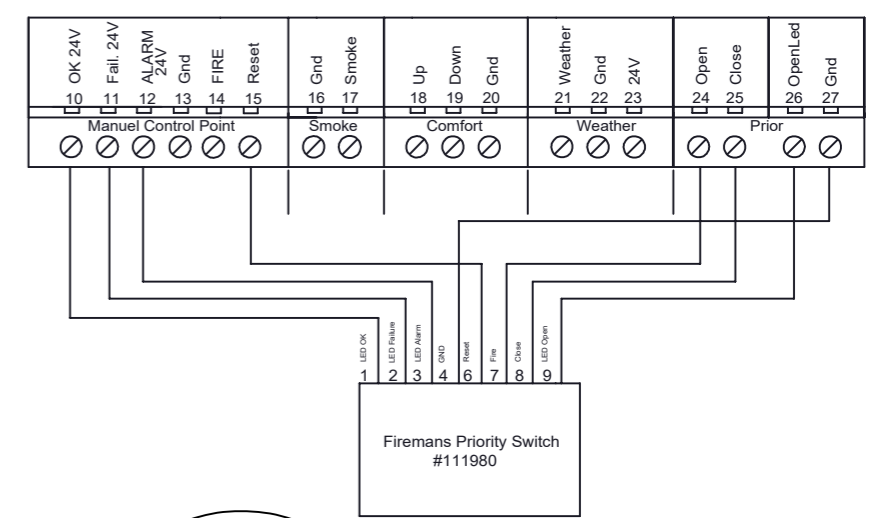 OK 24V
Fail. 24V
ALARM
24V
Gnd
FIRE
Reset
Gnd
Smoke
Up
Down
Gnd
Weather
Gnd
24V
Open
Close
OpenLed
Gnd
10 11 12 13 14 15 16 17 18 19 20 21 22 23 24 25 26 27
Manuel Control Point Smoke Comfort Weather Prior
LED OK
LED Failure
LED Alarm
GND
Reset
Fire
Close
LED Open
1 2 3 4 6 7 8 9
Firemans Priority Switch
#111980